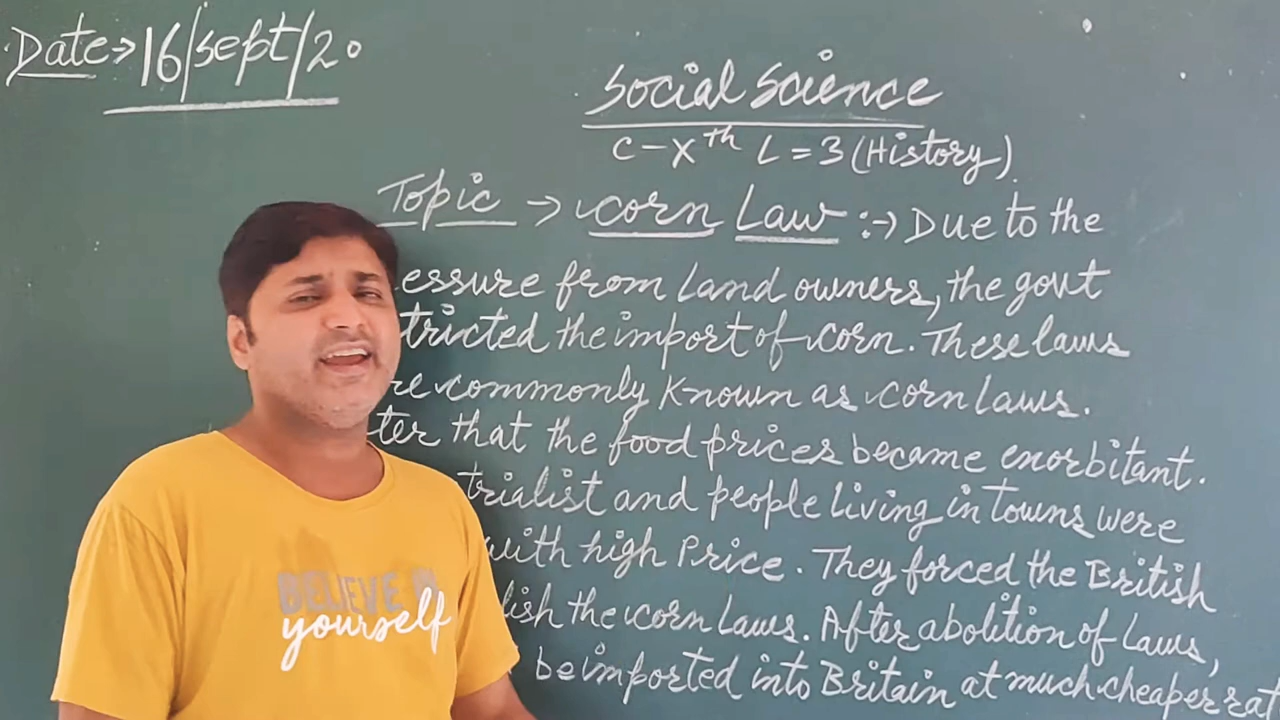 Date→ 16/Sept/20
Social Science
C-Xth L=3 (History)
Topic → corn Law :→ Due to the
essure from Land owners, the govt
tricted the import of corn. These laws
re commonly Known as corn Laws.
ter that the food prices became enorbitant.
trialist and people living in towns were
with high Price. They forced the British
lish the corn Laws. After abolition of Laws,
be imported into Britain at much cheaper rat
BELIEVE IN
yourself